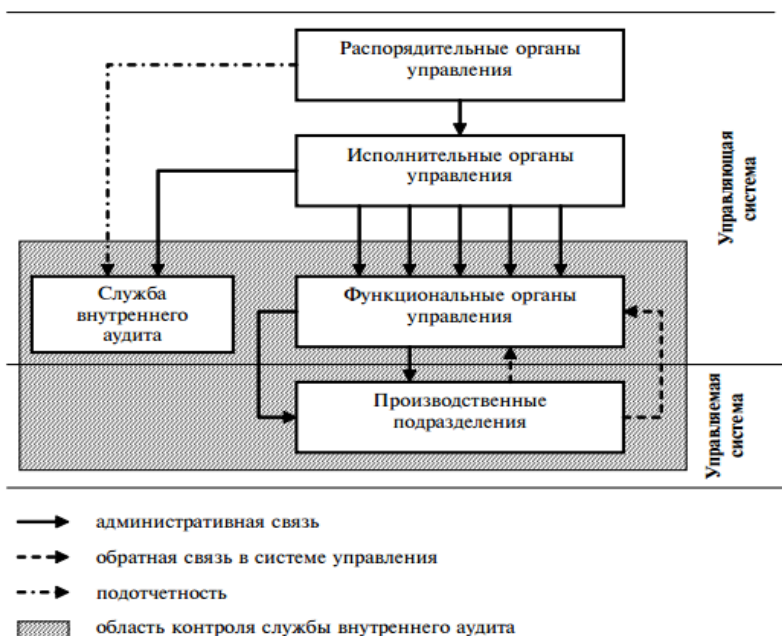 Распорядительные органы
управления
Исполнительные органы
управления
Управляющая
система
Служба
внутреннего
аудита
Функциональные органы
управления
Производственные
подразделения
Управляемая
система
административная связь
обратная связь в системе управления
подотчетность
область контроля службы внутреннего аудита